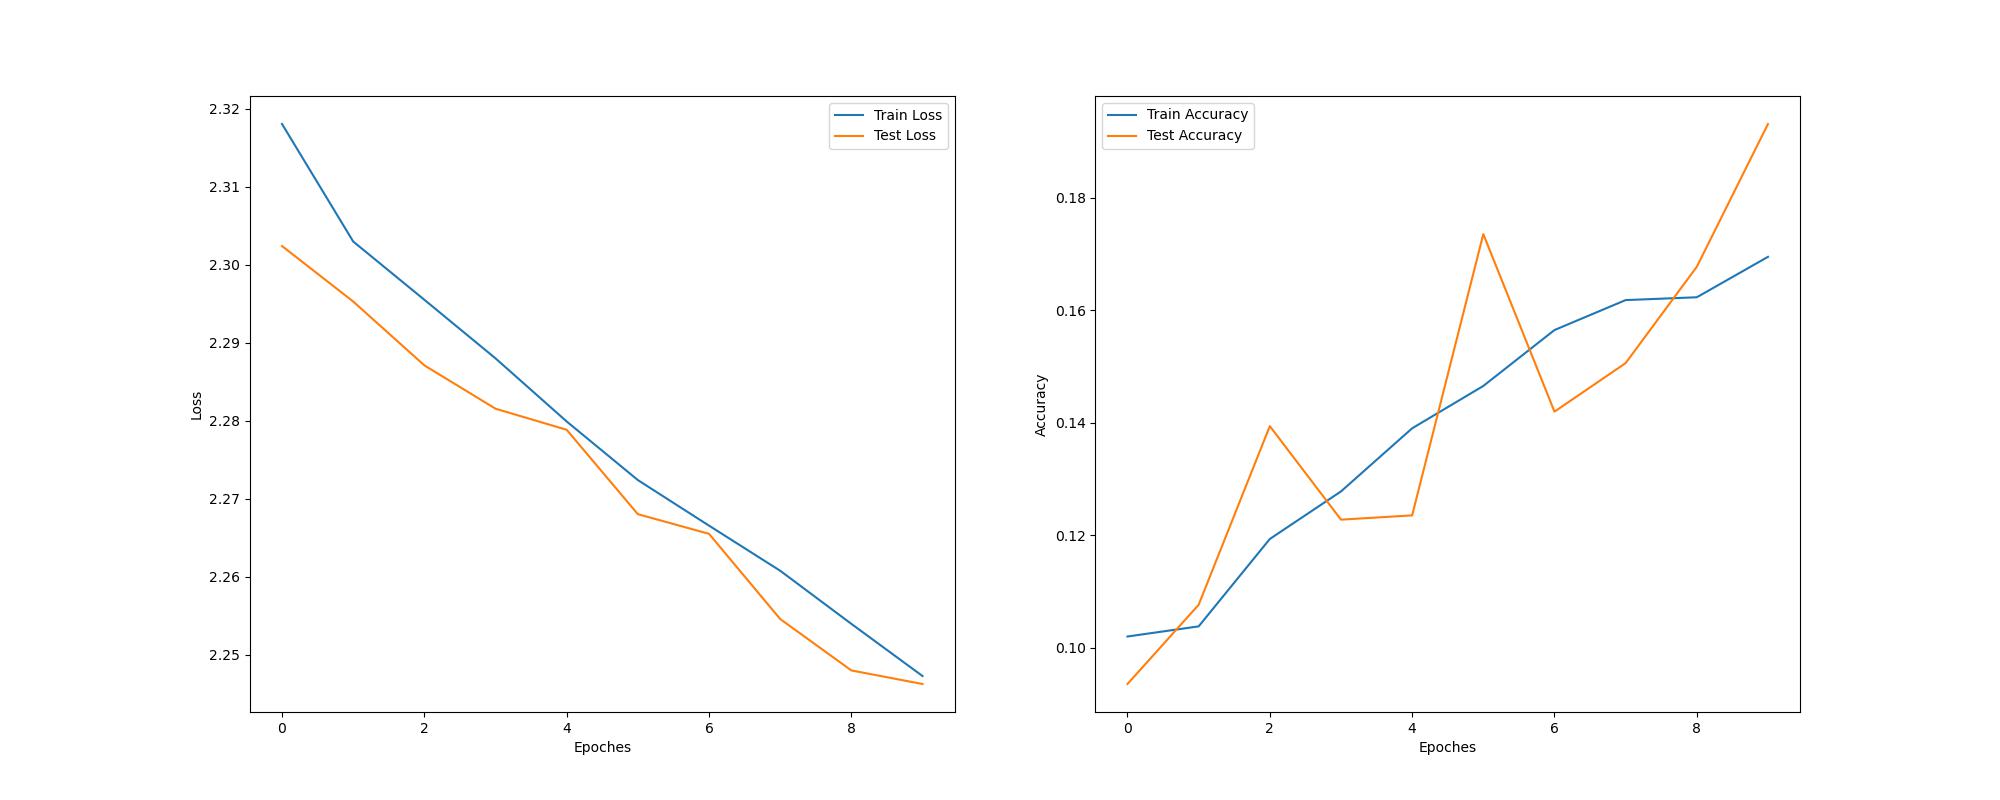 2.32
2.31
2.30
2.29
2.28
2.27
2.26
2.25
Loss
0 2 4 6 8
Epoches
Train Loss
Test Loss
0.18
0.16
0.14
0.12
0.10
Accuracy
0 2 4 6 8
Epoches
Train Accuracy
Test Accuracy